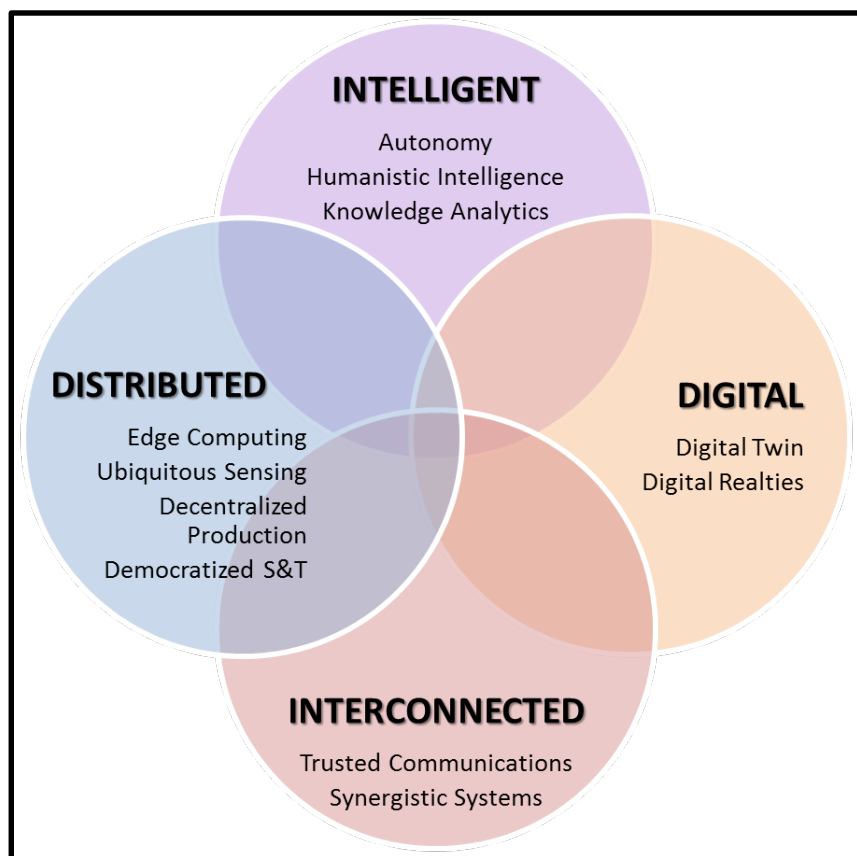 INTELLIGENT
Autonomy
Humanistic Intelligence
Knowledge Analytics
DISTRIBUTED
Edge Computing
Ubiquitous Sensing
Decentralized
Production
Democratized S&T
DIGITAL
Digital Twin
Digital Realties
INTERCONNECTED
Trusted Communications
Synergistic Systems